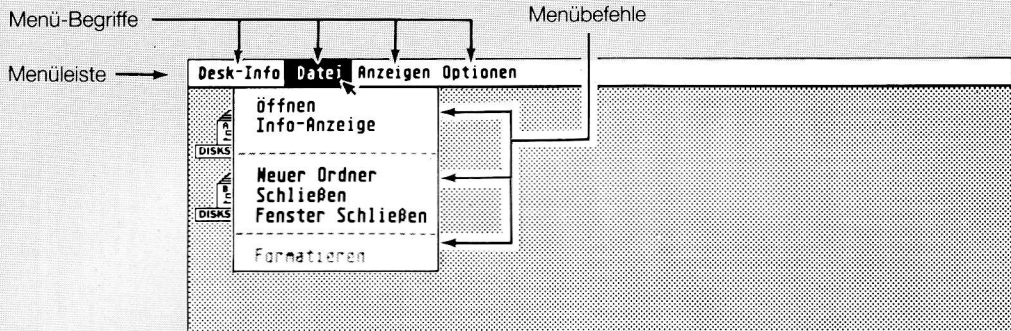 Menü-Begriffe
Menübefehle
Menüleiste
Desk-Info Datei Anzeigen Optionen
Öffnen
Info-Anzeige
DISKS
Neuer Ordner
Schließen
DISKS
Fenster Schließen
Formatieren